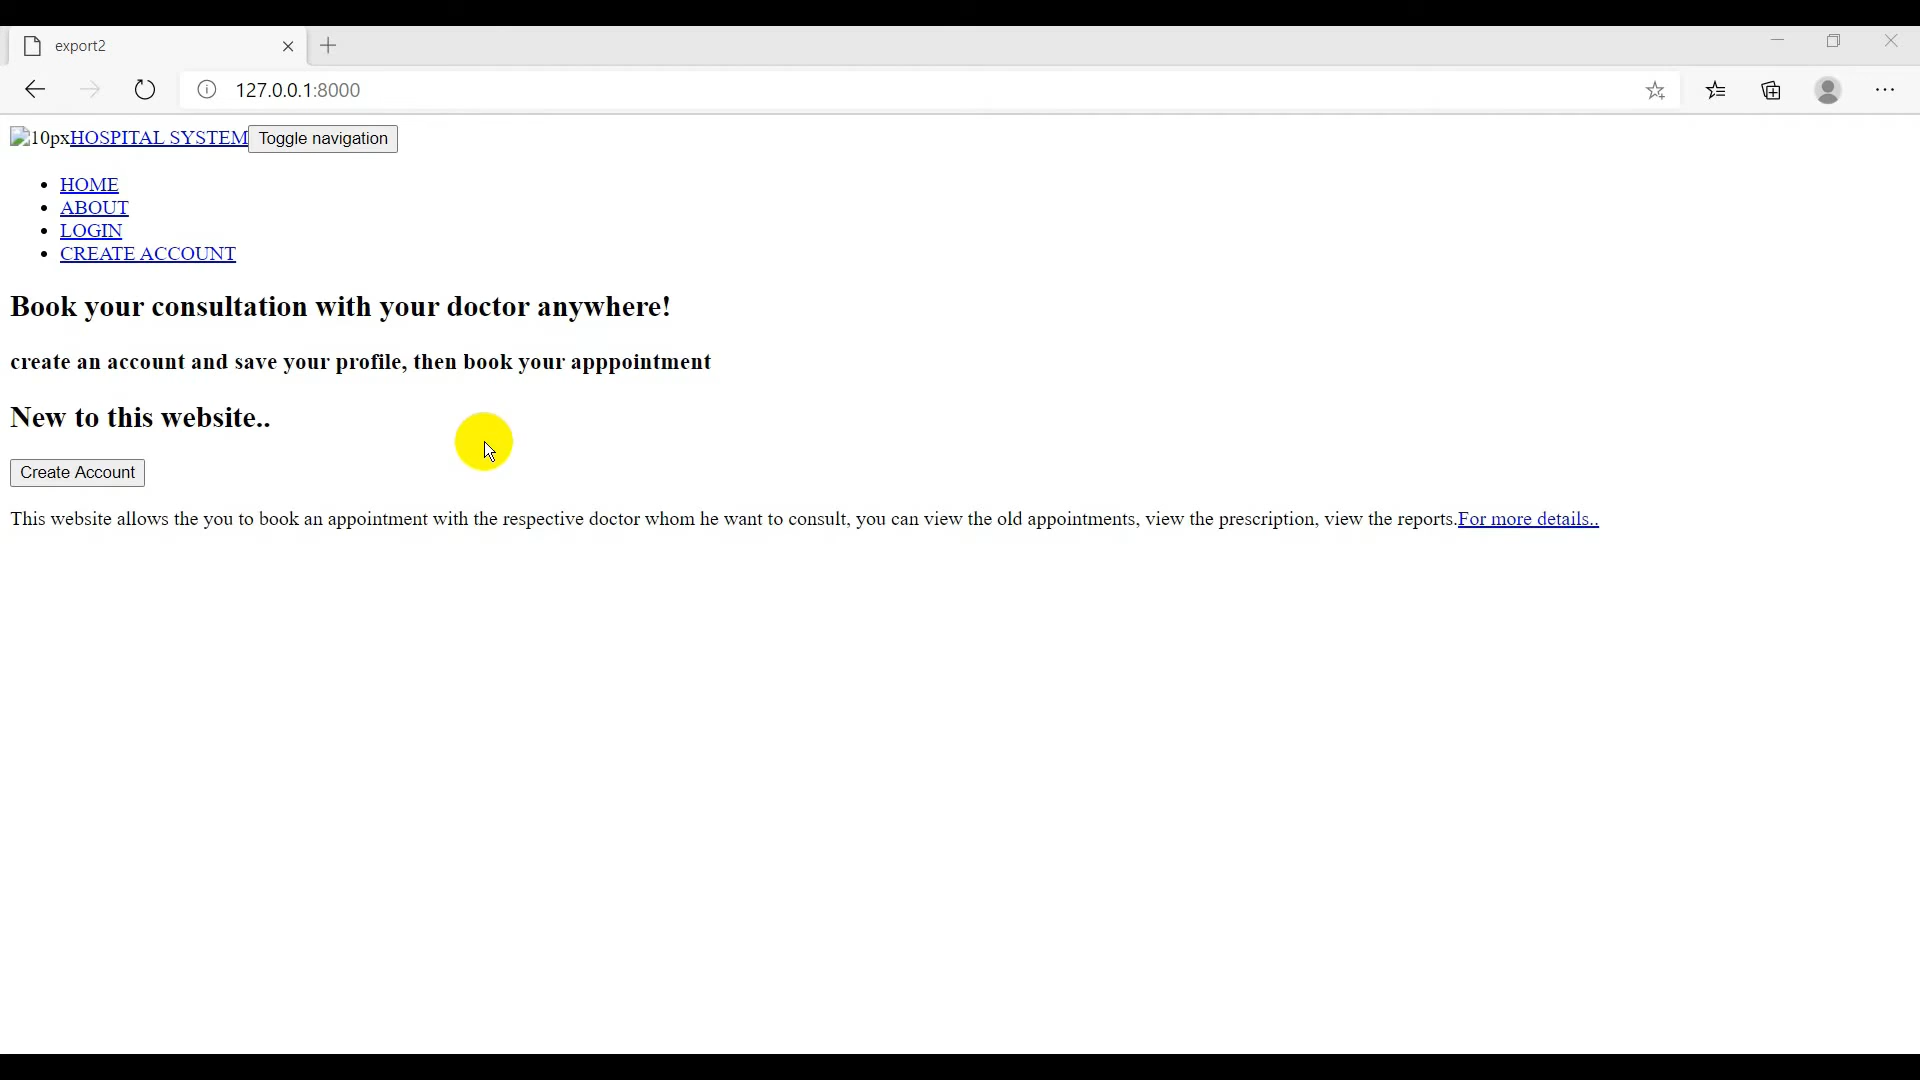 export2
127.0.0.1:8000
10pxHOSPITAL SYSTEM Toggle navigation
HOME
ABOUT
LOGIN
CREATE ACCOUNT
Book your consultation with your doctor anywhere!
create an account and save your profile, then book your apppointment
New to this website..
Create Account
This website allows the you to book an appointment with the respective doctor whom he want to consult, you can view the old appointments, view the prescription, view the reports.For more details..